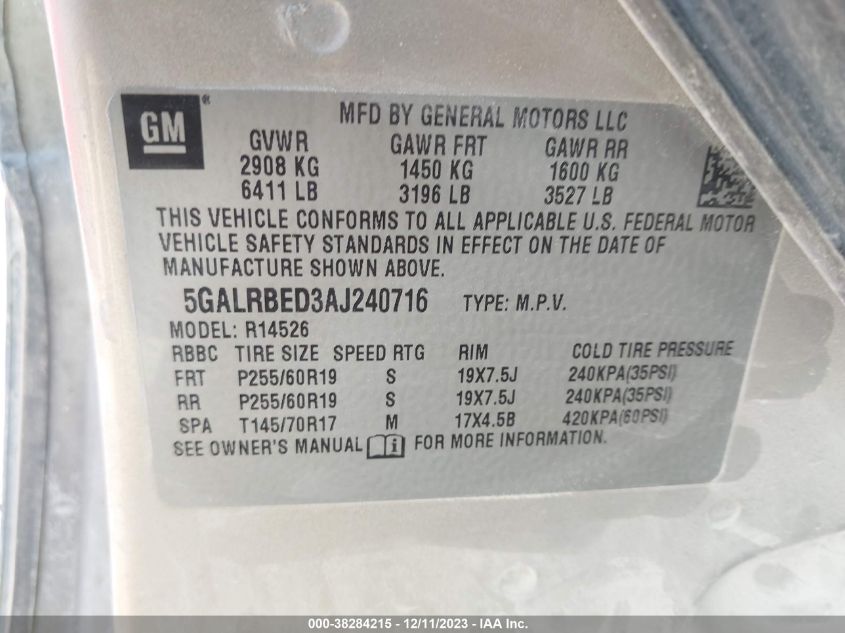 GM ®
MFD BY GENERAL MOTORS LLC
GVWR GAWR FRT GAWR RR
2908 KG 1450 KG 1600 KG
6411 LB 3196 LB 3527 LB
THIS VEHICLE CONFORMS TO ALL APPLICABLE U.S. FEDERAL MOTOR
VEHICLE SAFETY STANDARDS IN EFFECT ON THE DATE OF
MANUFACTURE SHOWN ABOVE.
5GALRBED3AJ240716 TYPE: M.P.V.
MODEL: R14526
RBBC TIRE SIZE SPEED RTG RIM COLD TIRE PRESSURE
FRT P255/60R19 S 19X7.5J 240KPA(35PSI)
RR P255/60R19 S 19X7.5J 240KPA(35PSI)
SPA T145/70R17 M 17X4.5B 420KPA(60PSI)
SEE OWNER'S MANUAL i FOR MORE INFORMATION.
000-38284215 - 12/11/2023 - IAAI.com